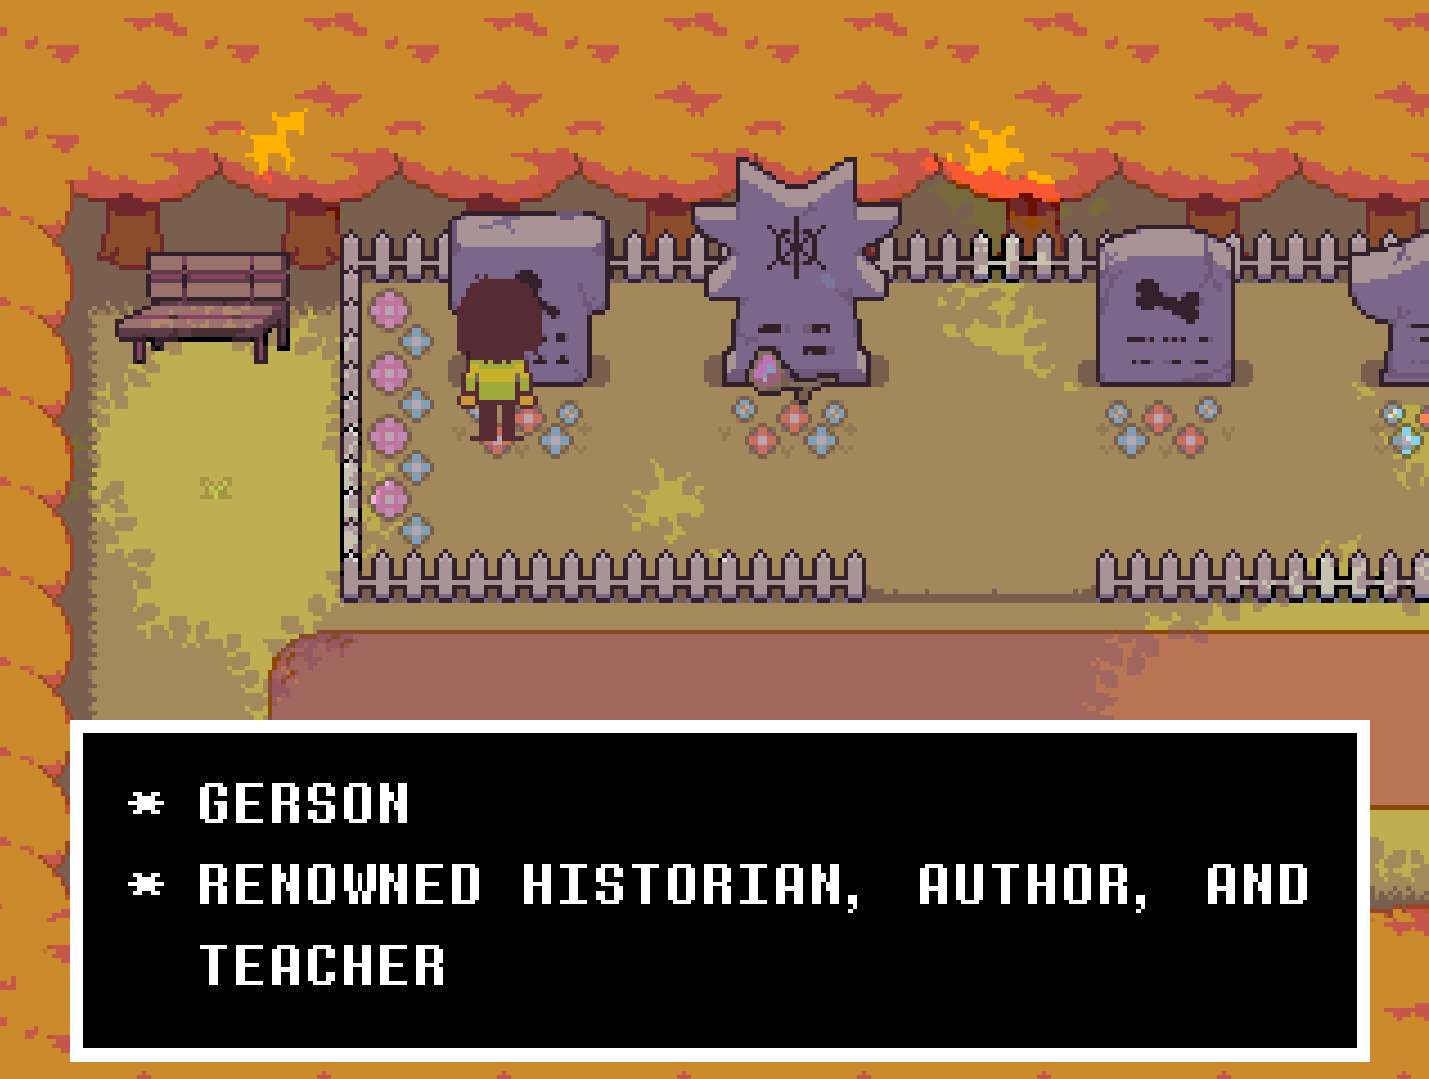 * GERSON
* RENOWNED HISTORIAN, AUTHOR, AND
TEACHER